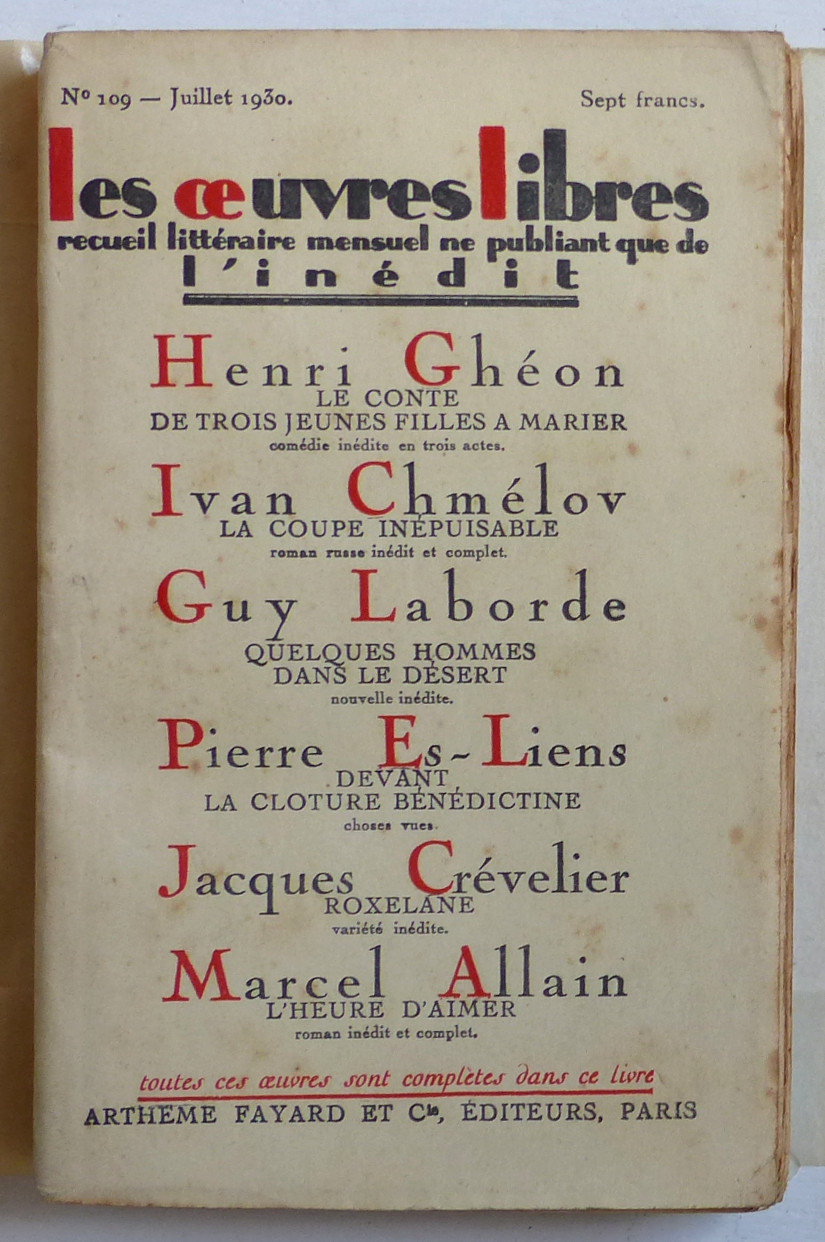 Nº 109 — Juillet 1930. Sept francs.
les œuvres libres
recueil littéraire mensuel ne publiant que de
l'inédit
Henri Ghéon
LE CONTE
DE TROIS JEUNES FILLES A MARIER
comédie inédite en trois actes.
Ivan Chmélov
LA COUPE INÉPUISABLE
roman russe inédit et complet.
Guy Laborde
QUELQUES HOMMES
DANS LE DÉSERT
nouvelle inédite.
Pierre Es-Liens
DEVANT
LA CLOTURE BÉNÉDICTINE
choses vues.
Jacques Crévelier
ROXELANE
variété inédite.
Marcel Allain
L'HEURE D'AIMER
roman inédit et complet.
toutes ces œuvres sont complètes dans ce livre
ARTHÈME FAYARD ET Cie, ÉDITEURS, PARIS